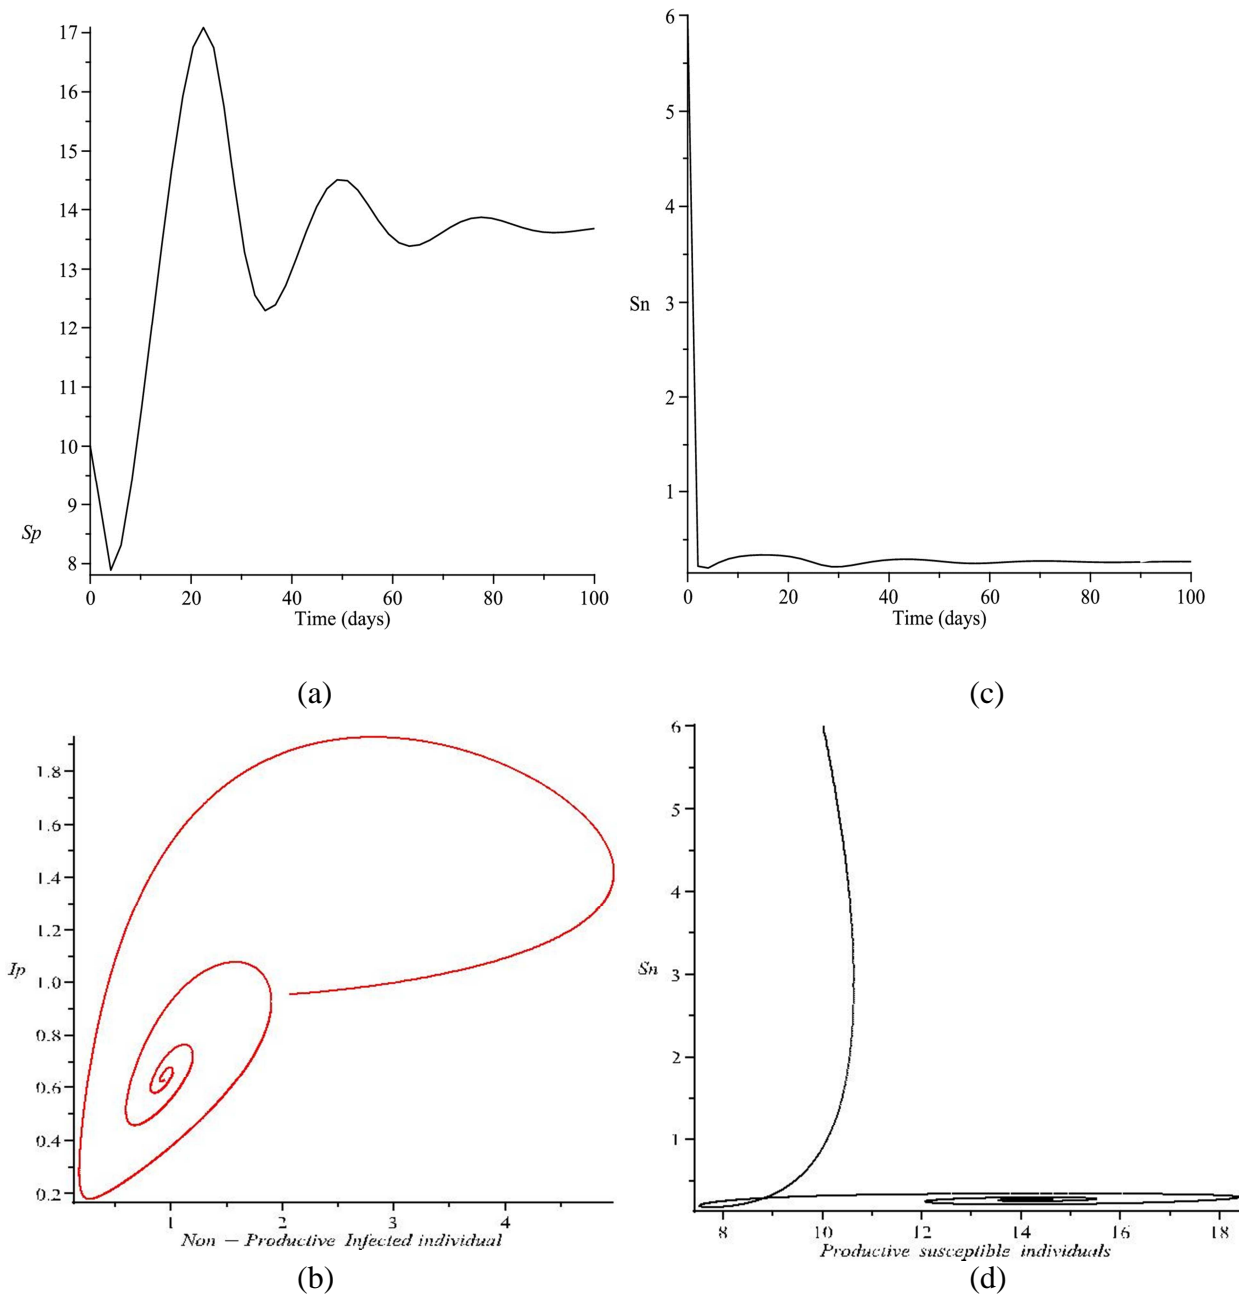 17
16
15
14
13
12
11
10
9
8
Sp
0 20 40 60 80 100
Time (days)
(a)
6
5
4
3
Sn
2
1
0 20 40 60 80 100
Time (days)
(c)
1.8
1.6
1.4
1.2
Ip
1.0
0.8
0.6
0.4
0.2
1 2 3 4
Non – Productive Infected individual
(b)
6
5
4
3
Sn
2
1
8 10 12 14 16 18
Productive susceptible individuals
(d)